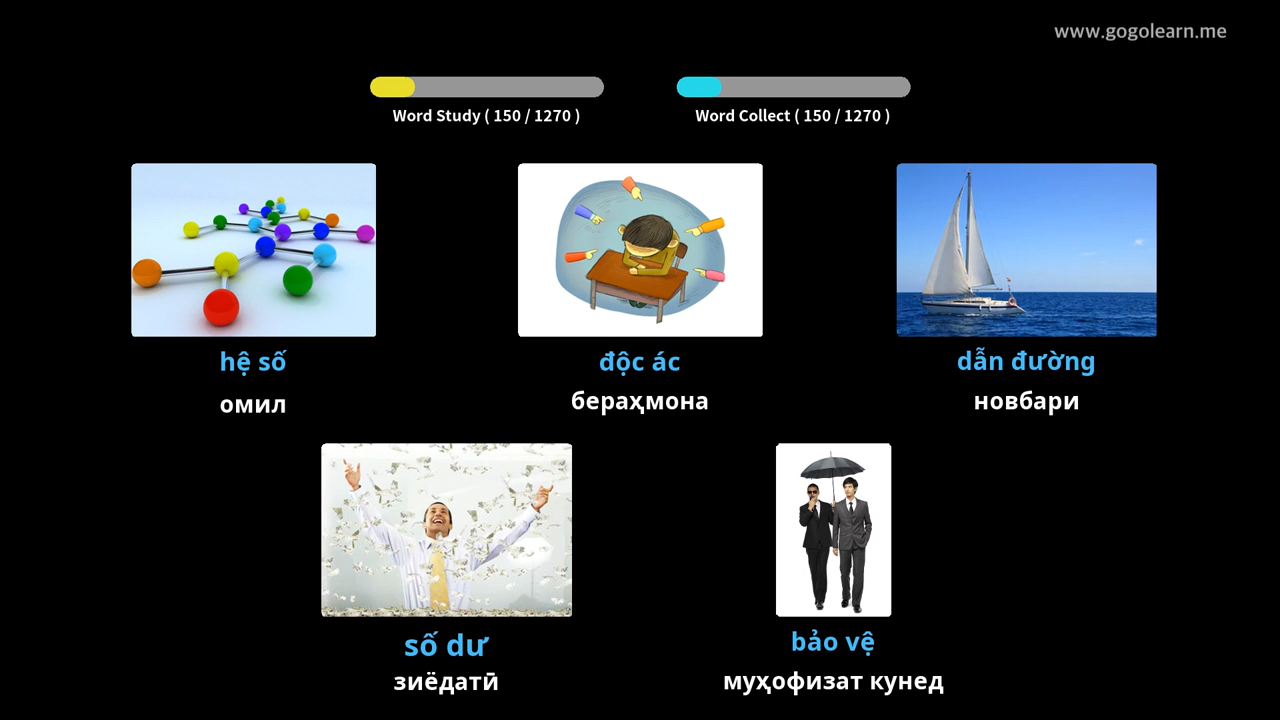 www.gogolearn.me
Word Study ( 150 / 1270 )
Word Collect ( 150 / 1270 )
hệ số
омил
độc ác
бераҳмона
dẫn đường
новбари
số dư
зиёдатӣ
bảo vệ
муҳофизат кунед